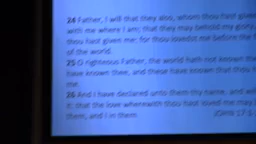 24 Father, I will that they also, whom thou hast given
with me where I am; that they may behold my glory,
thou hast given me: for thou lovedst me before the
of the world.
25 O righteous Father, the world hath not known thee
have known thee, and these have known that thou
me.
26 And I have declared unto them thy name, and will
it: that the love wherewith thou hast loved me may
them, and I in them.
(John 17: